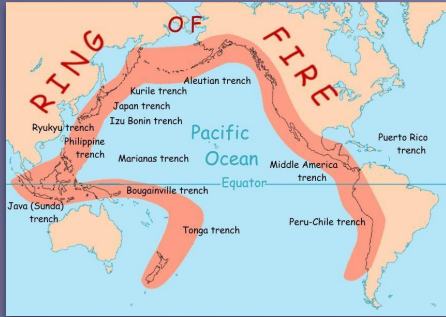 RING OF FIRE
Aleutian trench
Kurile trench
Japan trench
Izu Bonin trench
Ryukyu trench
Philippine
trench
Marianas trench
Pacific
Ocean
Equator
Bougainville trench
Java (Sunda)
trench
Tonga trench
Puerto Rico
trench
Middle America
trench
Peru-Chile trench